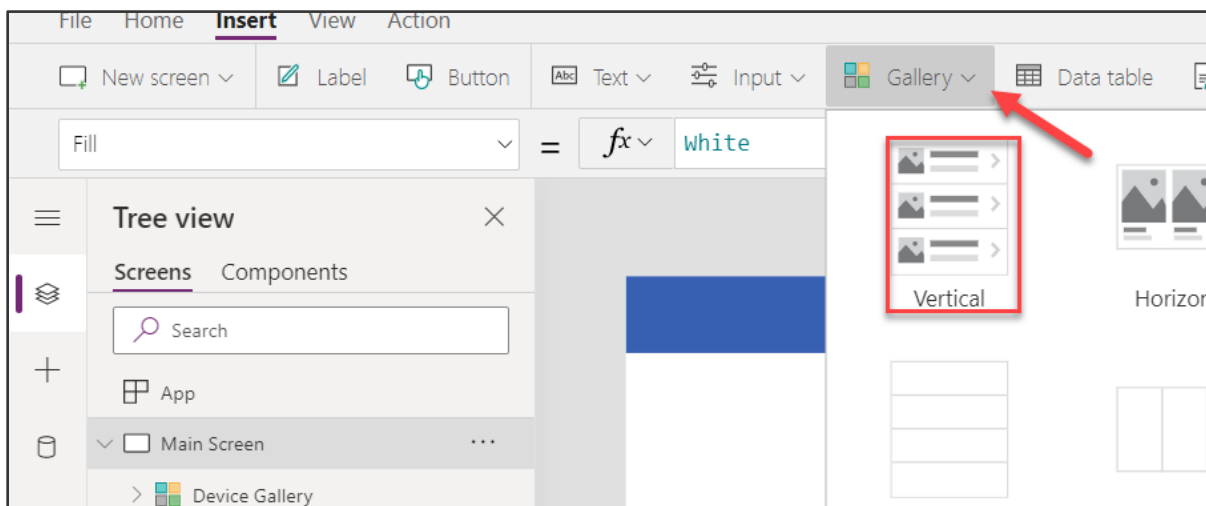 File Home Insert View Action
New screen Label Button Abc Text Input Gallery Data table
Fill = fx White
Tree view
Screens Components
Vertical
Search
App
Main Screen
Device Gallery